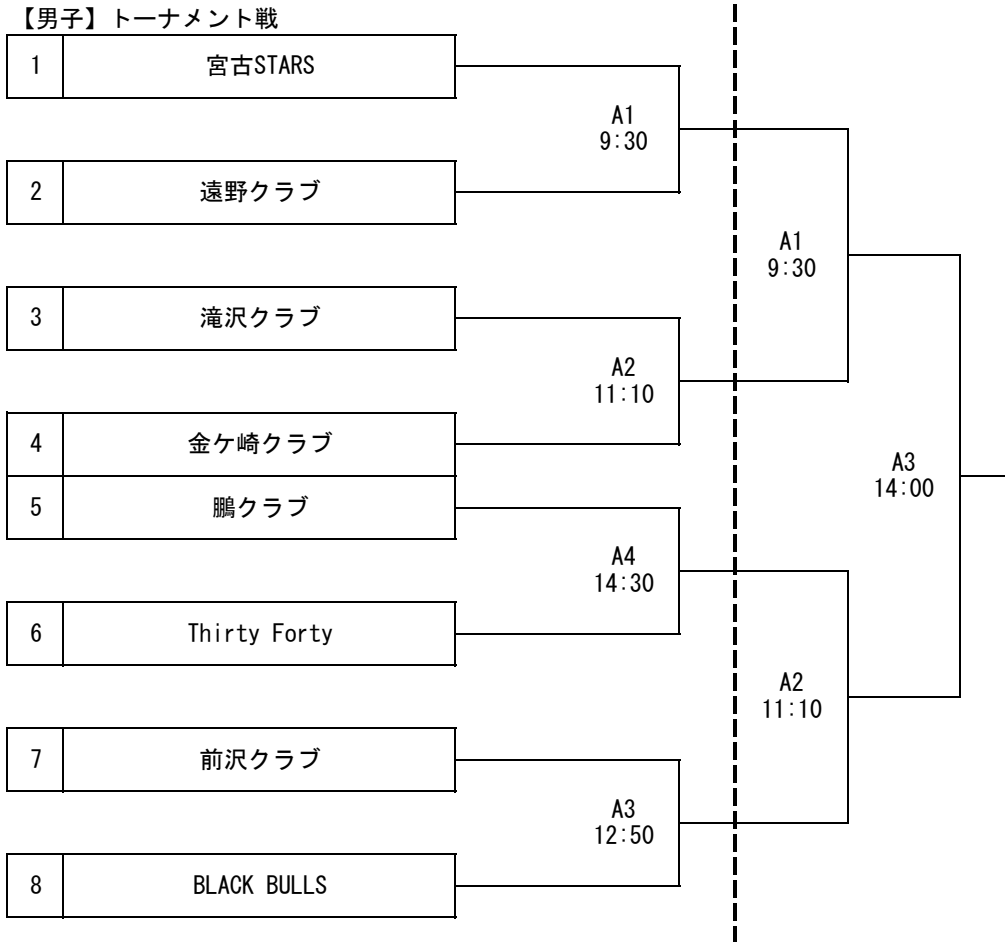 【男子】トーナメント戦
1 宮古STARS
A1
9:30
2 遠野クラブ
A1
9:30
3 滝沢クラブ
A2
11:10
4 金ケ崎クラブ
A3
14:00
5 鵬クラブ
A4
14:30
6 Thirty Forty
A2
11:10
7 前沢クラブ
A3
12:50
8 BLACK BULLS